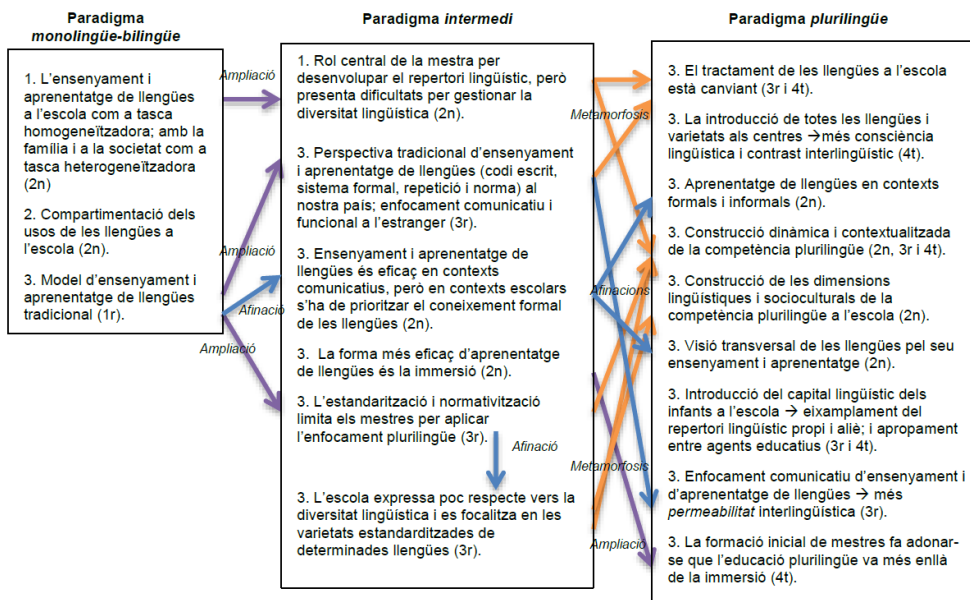 Paradigma
monolingüe-bilingüe
1. L'ensenyament i
aprenentatge de llengües
a l'escola com a tasca
homogeneïtzadora; amb la
família i a la societat com a
tasca heterogeneïtzadora
(2n)
2. Compartimentació dels
usos de les llengües a
l'escola (2n).
3. Model d'ensenyament i
aprenentatge de llengües
tradicional (1r).
Ampliació
Ampliació
Afinació
Ampliació
Paradigma intermedi
1. Rol central de la mestra per
desenvolupar el repertori lingüístic, però
presenta dificultats per gestionar la
diversitat lingüística (2n).
3. Perspectiva tradicional d'ensenyament
i aprenentatge de llengües (codi escrit,
sistema formal, repetició i norma) al
nostre país; enfocament comunicatiu i
funcional a l'estranger (3r).
3. Ensenyament i aprenentatge de
llengües és eficaç en contexts
comunicatius, però en contexts escolars
s'ha de prioritzar el coneixement formal
de les llengües (2n).
3. La forma més eficaç d'aprenentatge
de llengües és la immersió (2n).
3. L'estandarització i normativització
limita els mestres per aplicar
l'enfocament plurilingüe (3r).
Afinació
3. L'escola expressa poc respecte vers la
diversitat lingüística i es focalitza en les
varietats estandarditzades de
determinades llengües (3r).
Metamorfosis
Afinacions
Metamorfosis
Ampliació
Paradigma plurilingüe
3. El tractament de les llengües a l'escola
està canviant (3r i 4t).
3. La introducció de totes les llengües i
varietats als centres →més consciència
lingüística i contrast interlingüístic (4t).
3. Aprenentatge de llengües en contexts
formals i informals (2n).
3. Construcció dinàmica i contextualitzada
de la competència plurilingüe (2n, 3r i 4t).
3. Construcció de les dimensions
lingüístiques i socioculturals de la
competència plurilingüe a l'escola (2n).
3. Visió transversal de les llengües pel seu
ensenyament i aprenentatge (2n).
3. Introducció del capital lingüístic dels
infants a l'escola → eixamplament del
repertori lingüístic propi i aliè; i apropament
entre agents educatius (3r i 4t).
3. Enfocament comunicatiu d'ensenyament i
d'aprenentatge de llengües → més
permeabilitat interlingüística (3r).
3. La formació inicial de mestres fa adonar-
se que l'educació plurilingüe va més enllà
de la immersió (4t).